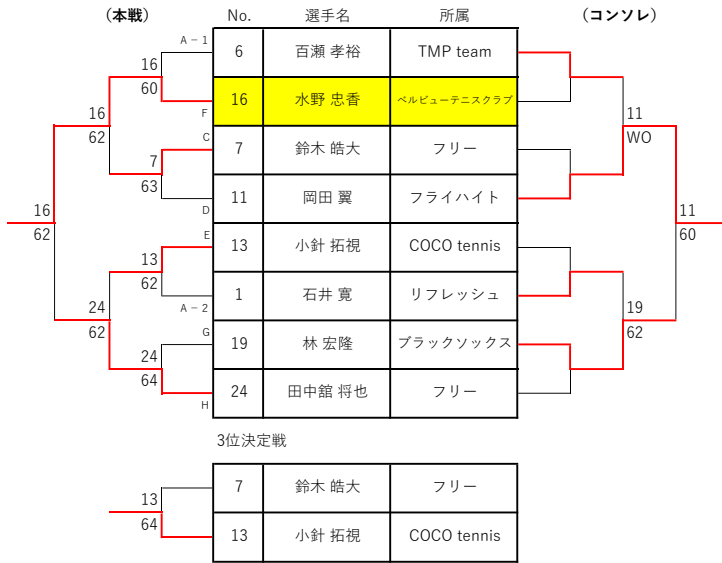 （本戦） No. 選手名 所属 （コンソレ）
A－1 6 百瀬 孝裕 TMP team
16
60 F 16 水野 忠香 ベルビューテニスクラブ
16 11
62 C 7 鈴木 皓大 フリー WO
7
63 D 11 岡田 翼 フライハイト
16 11
62 E 13 小針 拓視 COCO tennis 60
13
62 A－2 1 石井 寛 リフレッシュ
24 19
62 G 19 林 宏隆 ブラックソックス 62
24
64 H 24 田中舘 将也 フリー
3位決定戦
7 鈴木 皓大 フリー
13
64 13 小針 拓視 COCO tennis